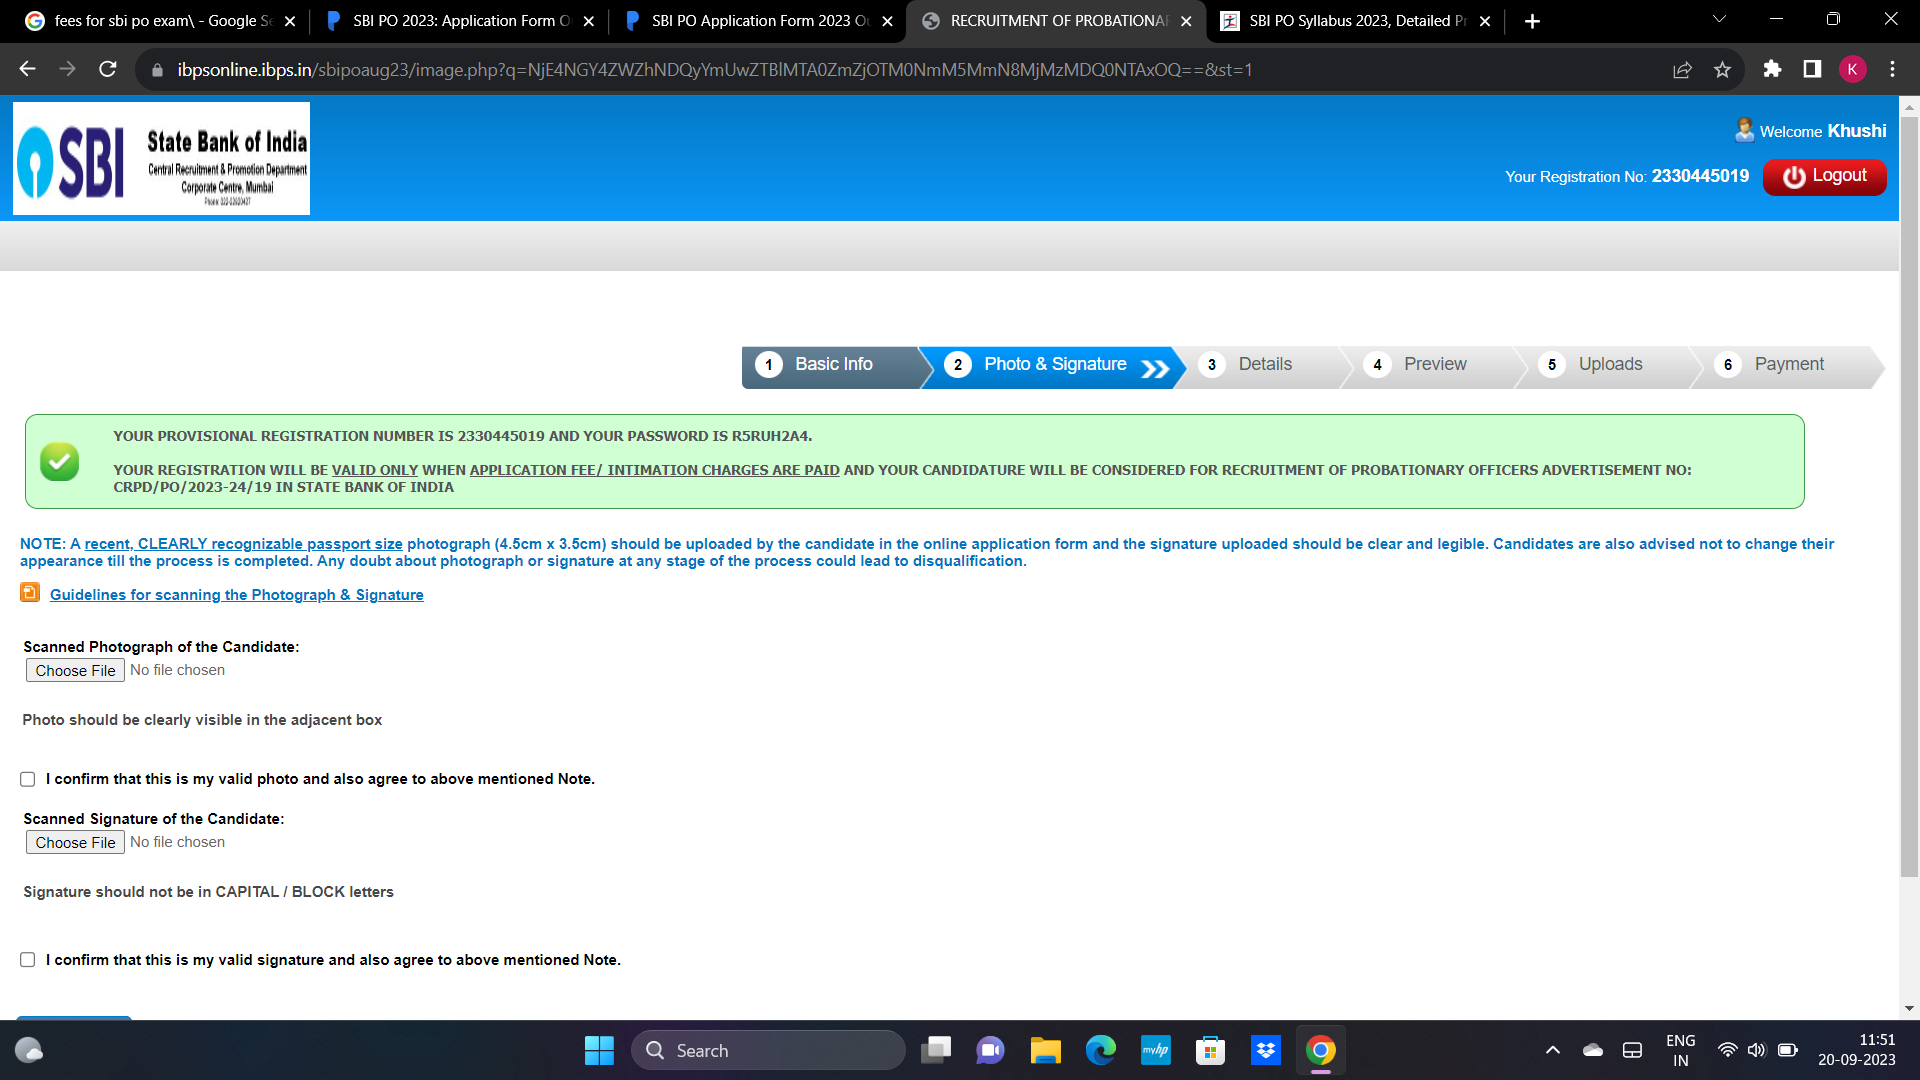 fees for sbi po exam\ - Google Se
SBI PO 2023: Application Form O
SBI PO Application Form 2023 Ou
RECRUITMENT OF PROBATIONAR
SBI PO Syllabus 2023, Detailed Pr
ibpsonline.ibps.in/sbipoaug23/image.php?q=NjE4NGY4ZWZhNDQyYmUwZTBlMTA0ZmZjOTM0NmM5MmN8MjMzMDQ0NTAxOQ==&st=1
K
SBI
State Bank of India
Central Recruitment & Promotion Department
Corporate Centre, Mumbai
Phone: 022-22820427
Welcome Khushi
Your Registration No: 2330445019
Logout
1 Basic Info
2 Photo & Signature
3 Details
4 Preview
5 Uploads
6 Payment
YOUR PROVISIONAL REGISTRATION NUMBER IS 2330445019 AND YOUR PASSWORD IS R5RUH2A4.
YOUR REGISTRATION WILL BE VALID ONLY WHEN APPLICATION FEE/ INTIMATION CHARGES ARE PAID AND YOUR CANDIDATURE WILL BE CONSIDERED FOR RECRUITMENT OF PROBATIONARY OFFICERS ADVERTISEMENT NO:
CRPD/PO/2023-24/19 IN STATE BANK OF INDIA
NOTE: A recent, CLEARLY recognizable passport size photograph (4.5cm x 3.5cm) should be uploaded by the candidate in the online application form and the signature uploaded should be clear and legible. Candidates are also advised not to change their
appearance till the process is completed. Any doubt about photograph or signature at any stage of the process could lead to disqualification.
Guidelines for scanning the Photograph & Signature
Scanned Photograph of the Candidate:
Choose File No file chosen
Photo should be clearly visible in the adjacent box
I confirm that this is my valid photo and also agree to above mentioned Note.
Scanned Signature of the Candidate:
Choose File No file chosen
Signature should not be in CAPITAL / BLOCK letters
I confirm that this is my valid signature and also agree to above mentioned Note.
Search
myhp
ENG
IN
11:51
20-09-2023